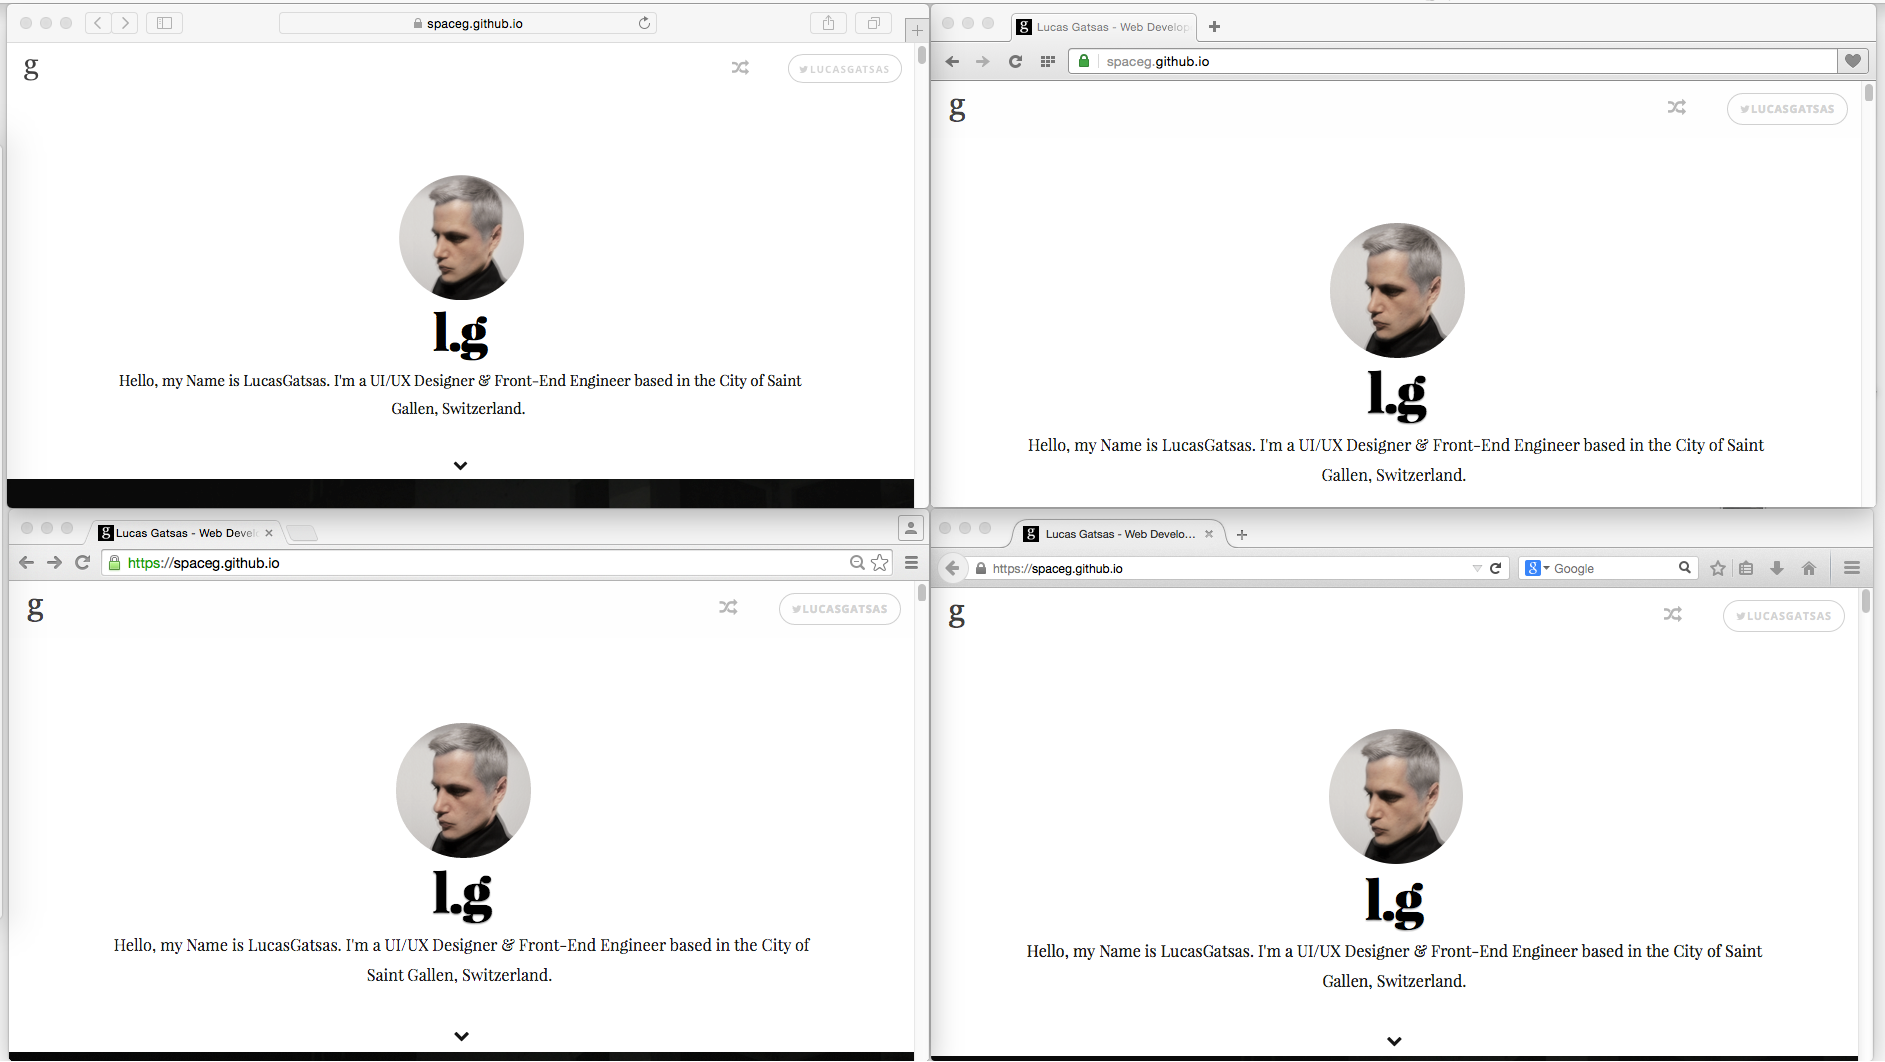 spaceg.github.io
g
LUCASGATSAS
l.g
Hello, my Name is LucasGatsas. I'm a UI/UX Designer & Front-End Engineer based in the City of Saint
Gallen, Switzerland.
g Lucas Gatsas - Web Develop
spaceg.github.io
g
LUCASGATSAS
l.g
Hello, my Name is LucasGatsas. I'm a UI/UX Designer & Front-End Engineer based in the City of Saint
Gallen, Switzerland.
g Lucas Gatsas - Web Devel
https://spaceg.github.io
g
LUCASGATSAS
l.g
Hello, my Name is LucasGatsas. I'm a UI/UX Designer & Front-End Engineer based in the City of
Saint Gallen, Switzerland.
g Lucas Gatsas - Web Develo...
https://spaceg.github.io
g Google
g
LUCASGATSAS
l.g
Hello, my Name is LucasGatsas. I'm a UI/UX Designer & Front-End Engineer based in the City of Saint
Gallen, Switzerland.